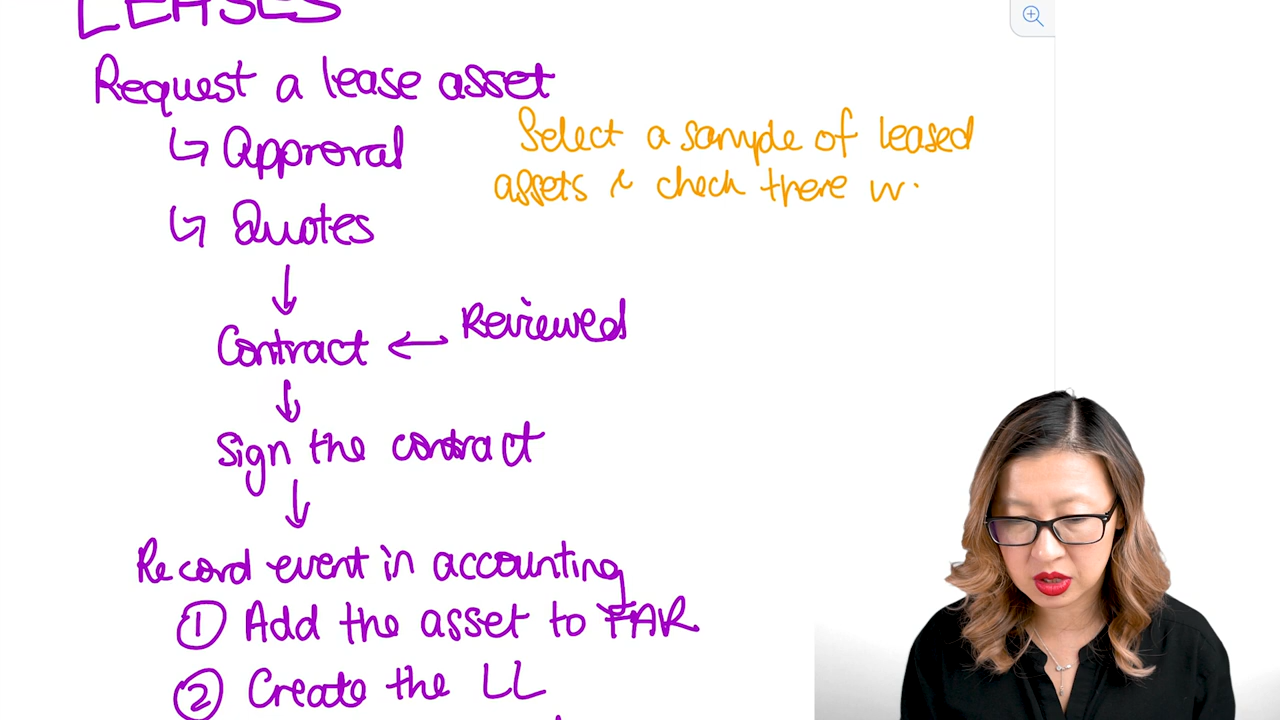 LEASES
Request a lease asset
↳ Approval
↳ Quotes
↓
Contract ← Reviewed
↓
Sign the contract
↓
Record event in accounting
① Add the asset to FAR
② Create the LL
Select a sample of leased
assets & check there w